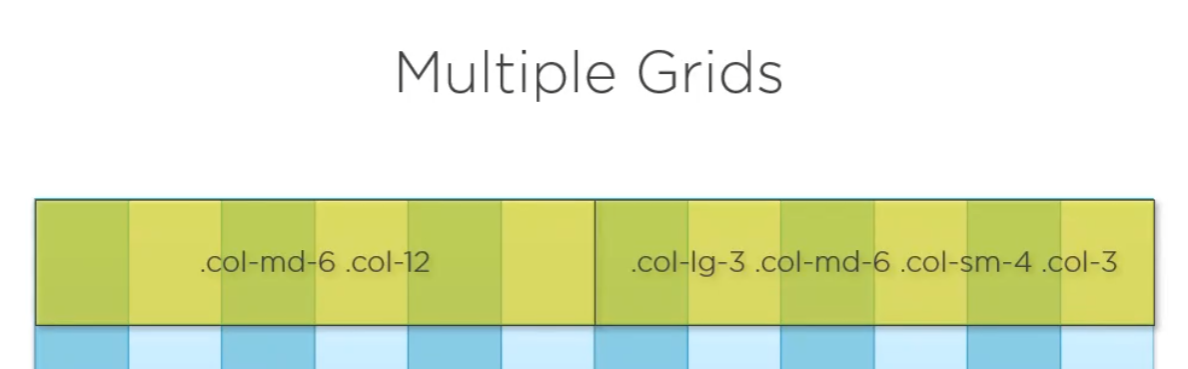 Multiple Grids
.col-md-6 .col-12
.col-lg-3 .col-md-6 .col-sm-4 .col-3